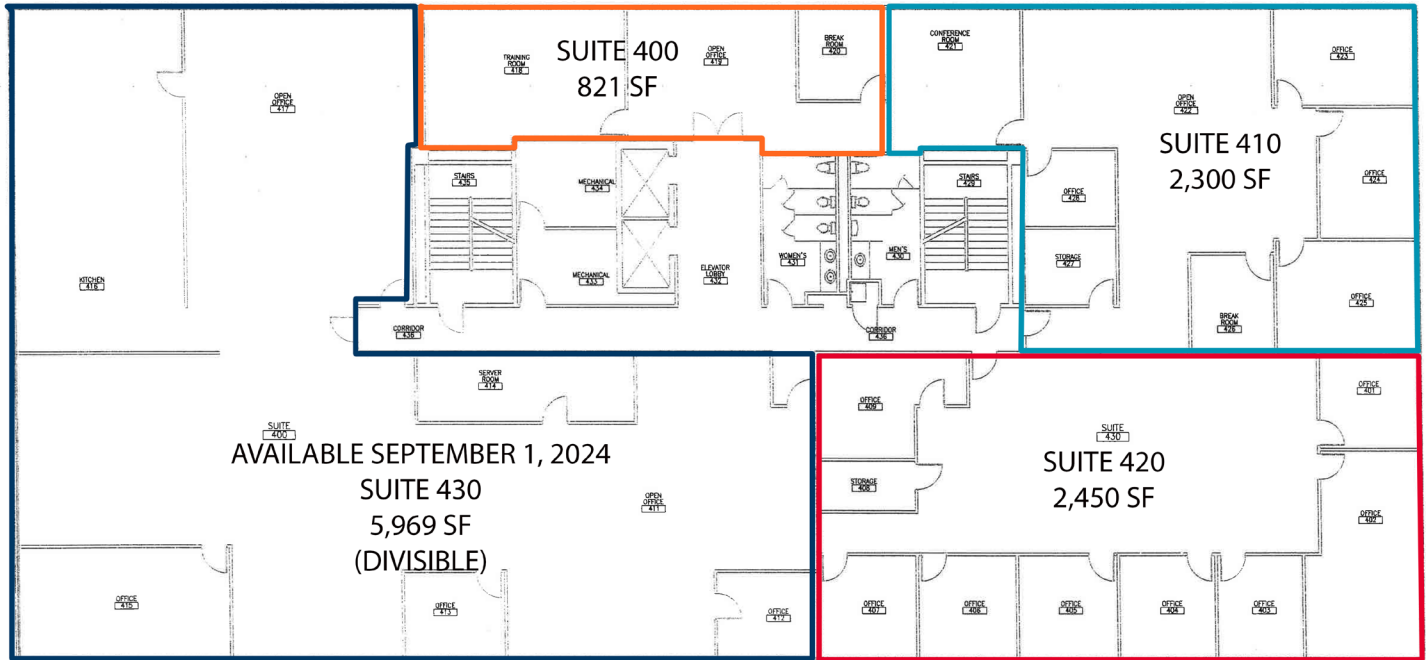 SUITE 400
821 SF
TRAINING
ROOM
418
OPEN
OFFICE
419
BREAK
ROOM
420
CONFERENCE
ROOM
421
OFFICE
423
OPEN
OFFICE
417
OPEN
OFFICE
422
SUITE 410
2,300 SF
OFFICE
424
STAIRS
435
MECHANICAL
434
STAIRS
429
OFFICE
428
WOMEN'S
431
MEN'S
430
STORAGE
427
KITCHEN
416
MECHANICAL
433
ELEVATOR
LOBBY
432
OFFICE
425
BREAK
ROOM
426
CORRIDOR
436
CORRIDOR
436
SERVER
ROOM
414
OFFICE
409
OFFICE
401
SUITE
400
AVAILABLE SEPTEMBER 1, 2024
SUITE 430
5,969 SF
(DIVISIBLE)
SUITE
430
SUITE 420
2,450 SF
STORAGE
408
OPEN
OFFICE
411
OFFICE
402
OFFICE
415
OFFICE
413
OFFICE
412
OFFICE
407
OFFICE
406
OFFICE
405
OFFICE
404
OFFICE
403